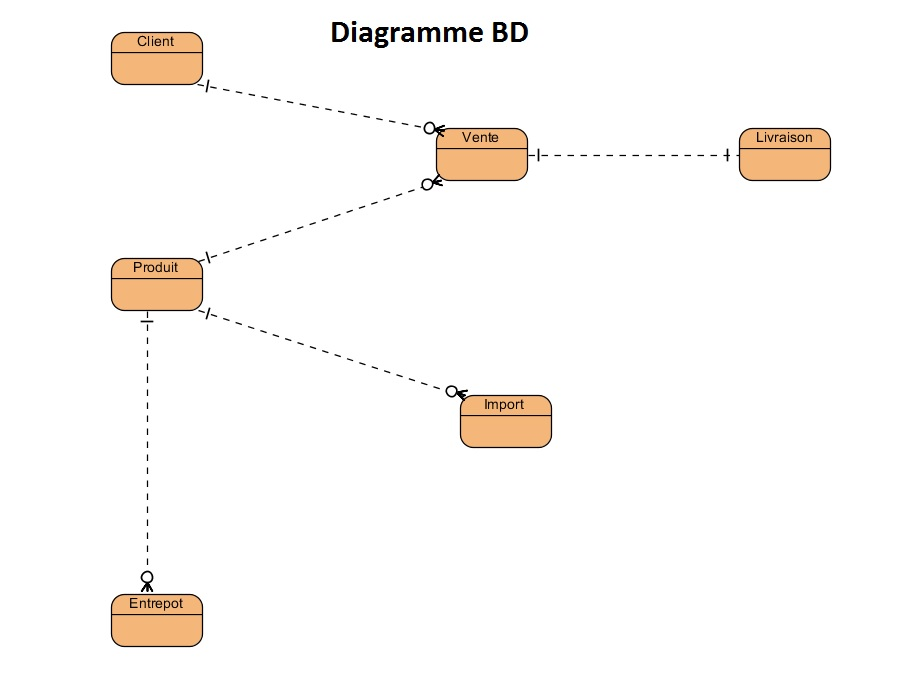 Diagramme BD
Client
Vente
Livraison
Produit
Import
Entrepot